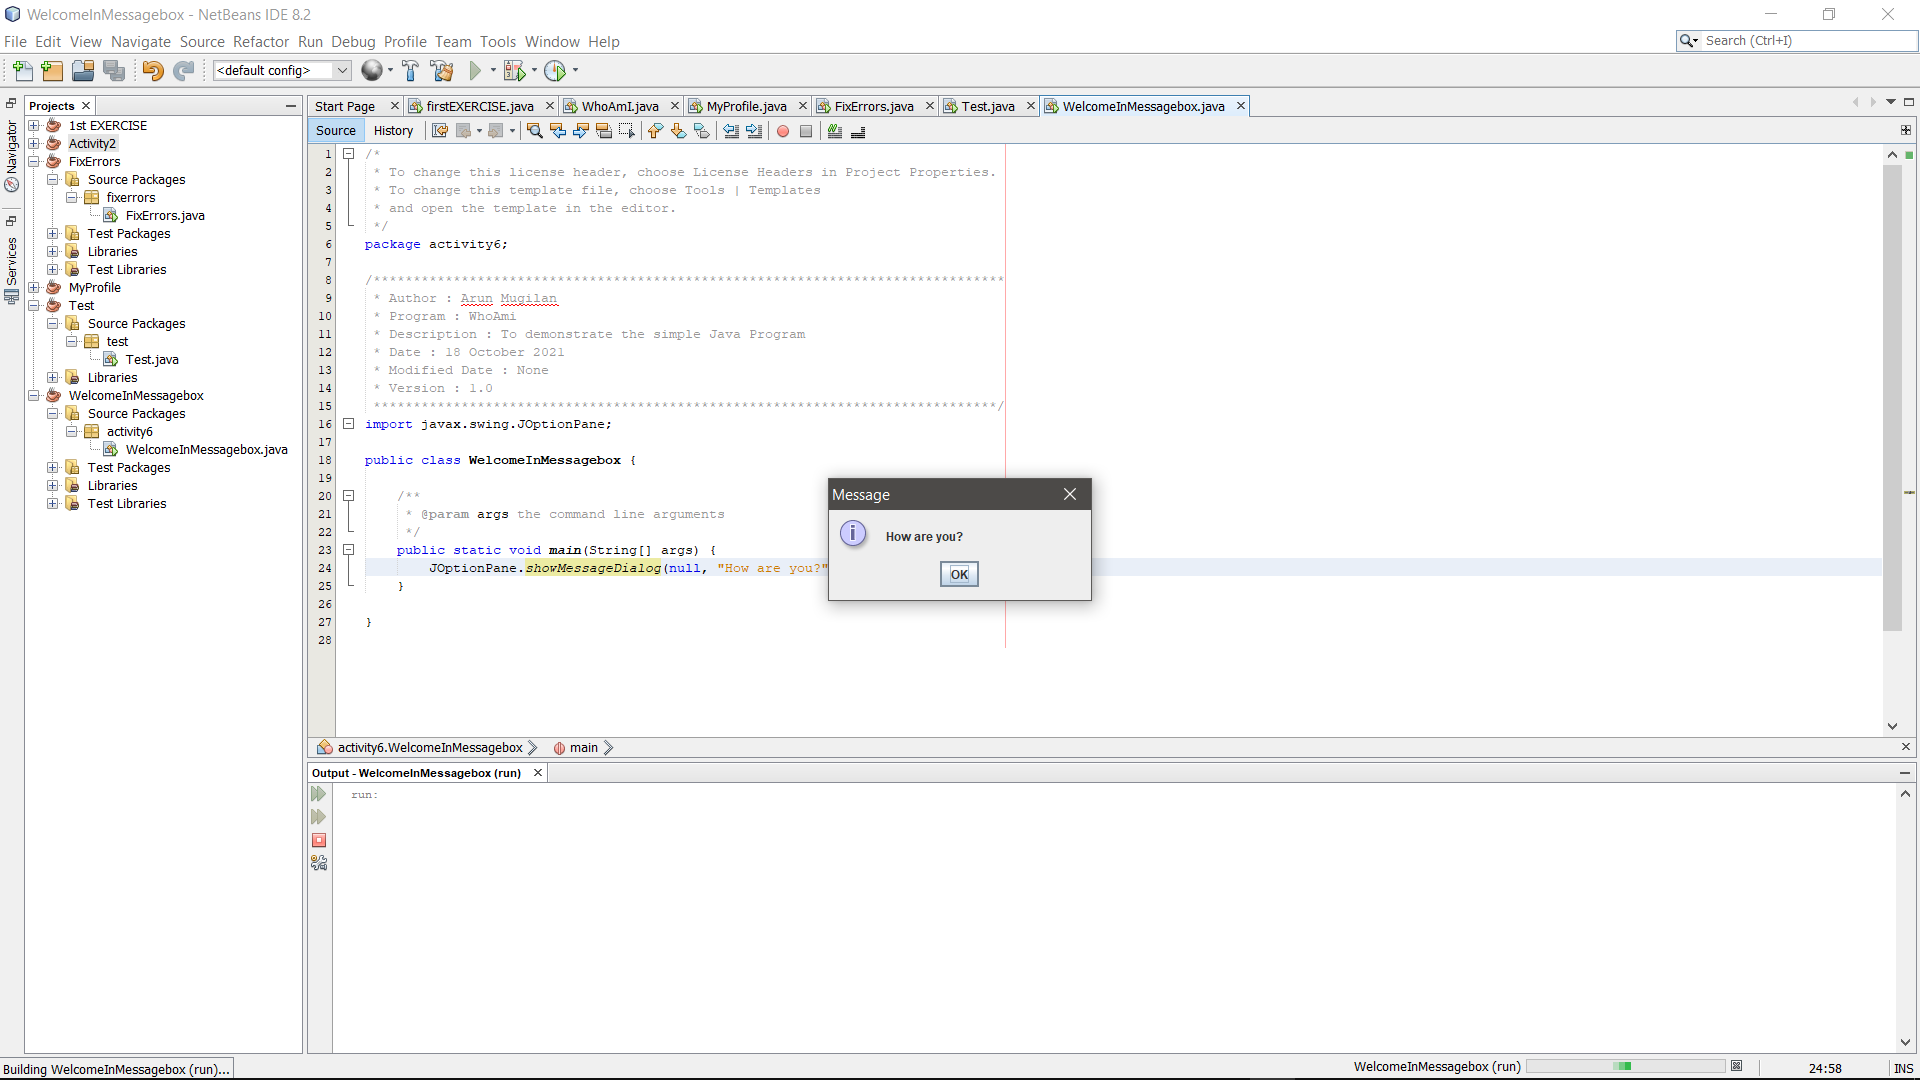 WelcomeInMessagebox - NetBeans IDE 8.2
File Edit View Navigate Source Refactor Run Debug Profile Team Tools Window Help
Search (Ctrl+I)
<default config>
Projects
Start Page
firstEXERCISE.java
WhoAmI.java
MyProfile.java
FixErrors.java
Test.java
WelcomeInMessagebox.java
Navigator
Services
1st EXERCISE
Activity2
FixErrors
Source Packages
fixerrors
FixErrors.java
Test Packages
Libraries
Test Libraries
MyProfile
Test
Source Packages
test
Test.java
Libraries
WelcomeInMessagebox
Source Packages
activity6
WelcomeInMessagebox.java
Test Packages
Libraries
Test Libraries
Source History
1 /*
2 * To change this license header, choose License Headers in Project Properties.
3 * To change this template file, choose Tools | Templates
4 * and open the template in the editor.
5 */
6 package activity6;
7
8 /*******************************************************************************
9 * Author : Arun Mugilan
10 * Program : WhoAmi
11 * Description : To demonstrate the simple Java Program
12 * Date : 18 October 2021
13 * Modified Date : None
14 * Version : 1.0
15 ******************************************************************************/
16 import javax.swing.JOptionPane;
17
18 public class WelcomeInMessagebox {
19
20 /**
21 * @param args the command line arguments
22 */
23 public static void main(String[] args) {
24 JOptionPane.showMessageDialog(null, "How are you?"
25 }
26
27 }
28
Message
How are you?
OK
activity6.WelcomeInMessagebox
main
Output - WelcomeInMessagebox (run)
run:
Building WelcomeInMessagebox (run)...
WelcomeInMessagebox (run)
24:58
INS